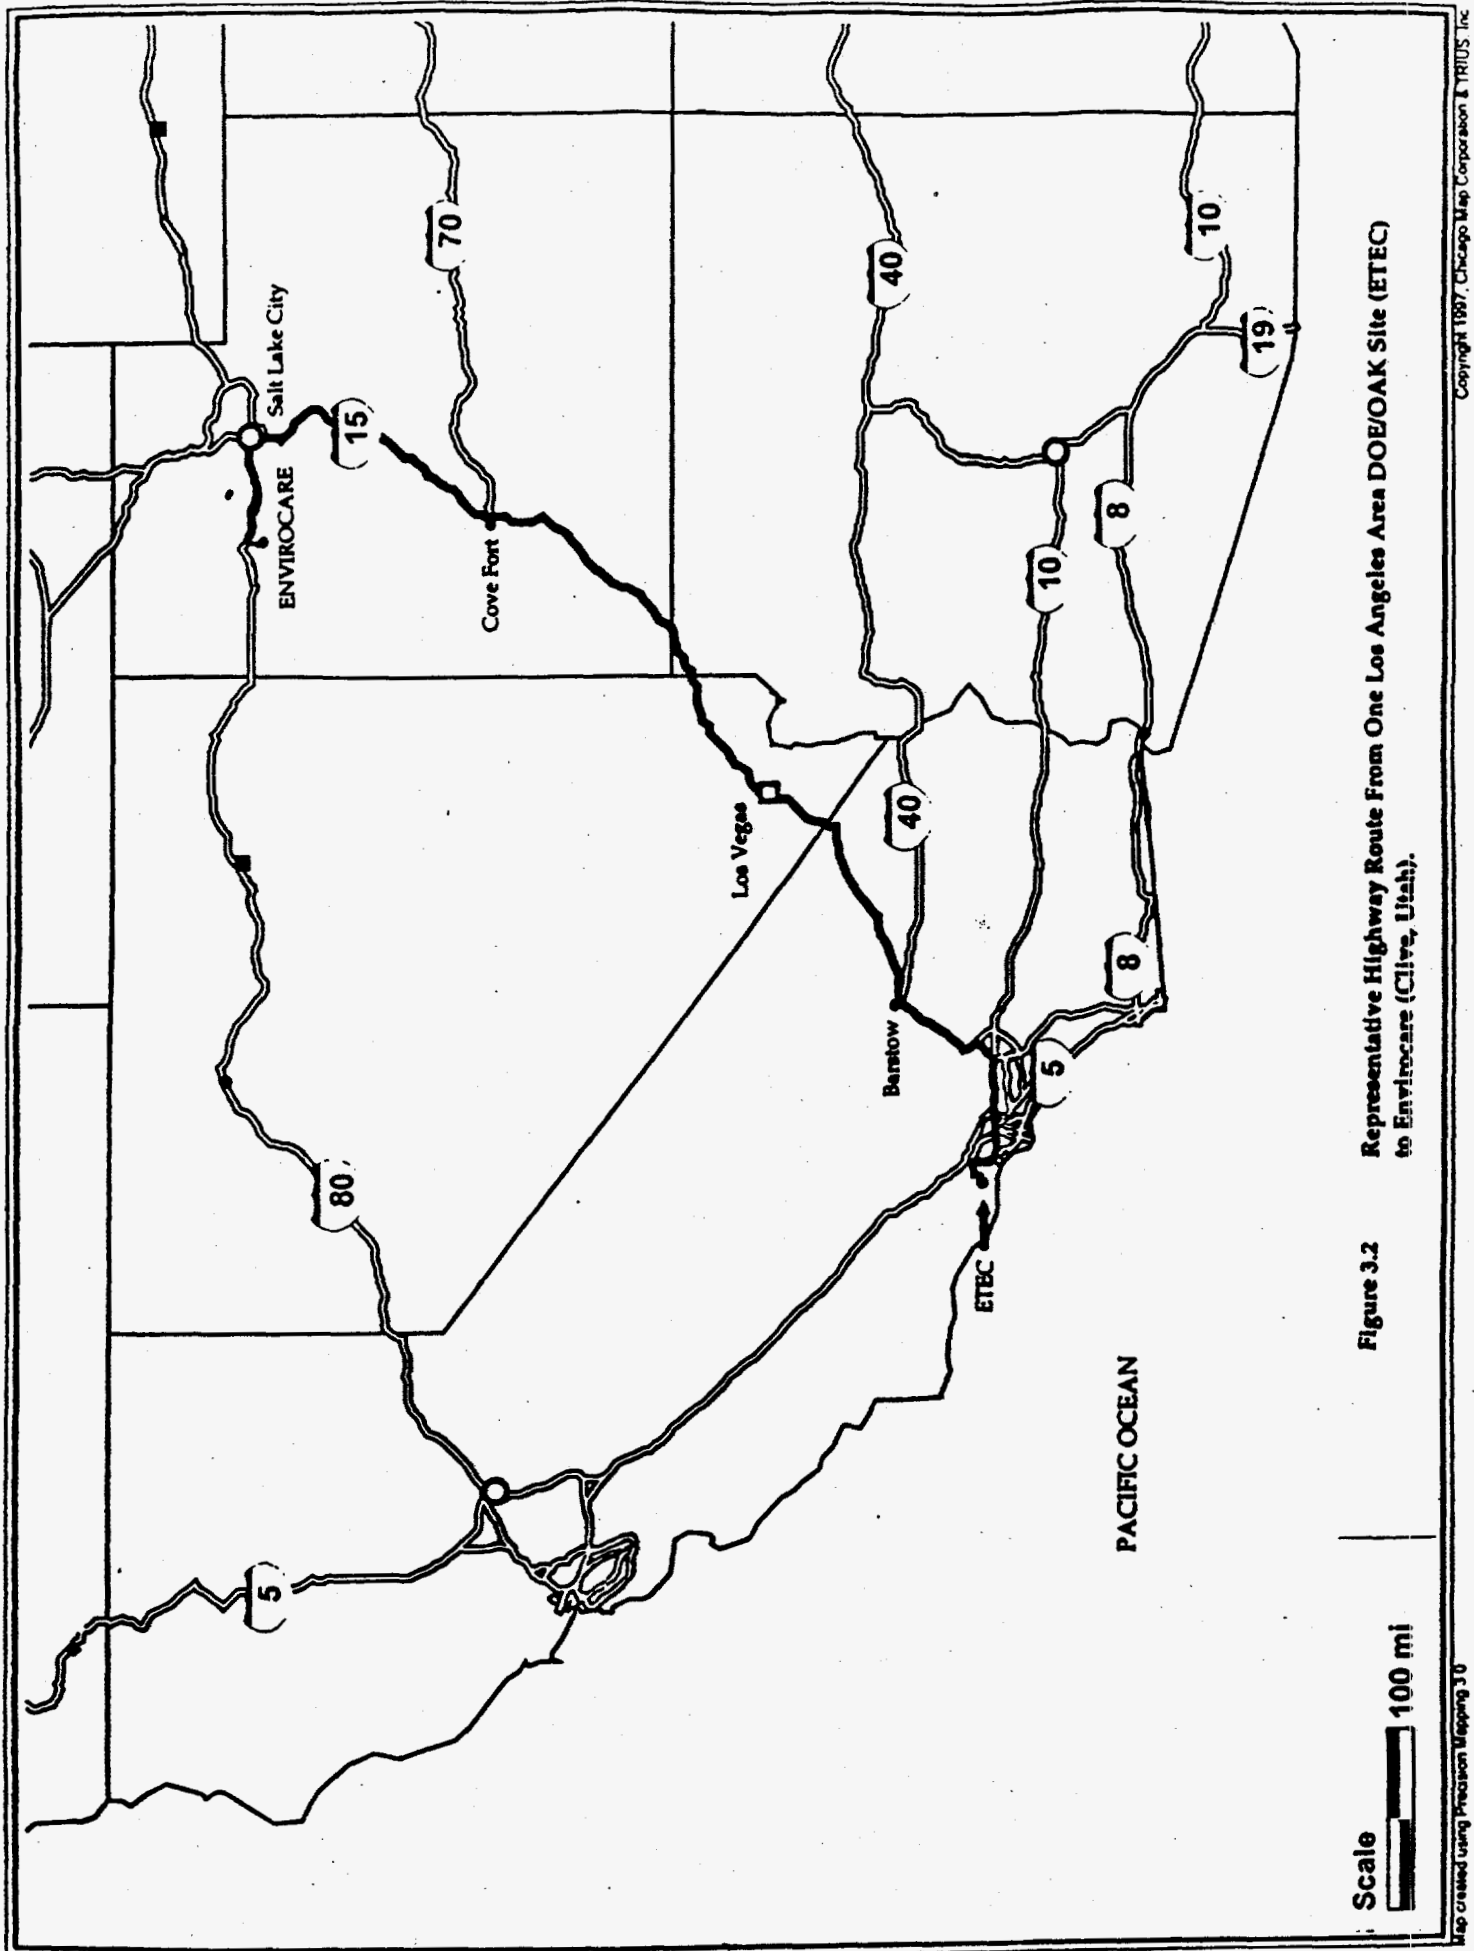 Salt Lake City
ENVIROCARE
15
70
Cove Fort
80
Los Vegas
40
40
Barstow
5
10
10
19
8
8
5
ETEC
PACIFIC OCEAN
Scale
100 mi
Figure 3.2 Representative Highway Route From One Los Angeles Area DOE/OAK Site (ETEC)
to Envirocare (Clive, Utah).
Map created using Precision Mapping 3 0
Copyright 1997, Chicago Map Corporation & TRIUS Inc